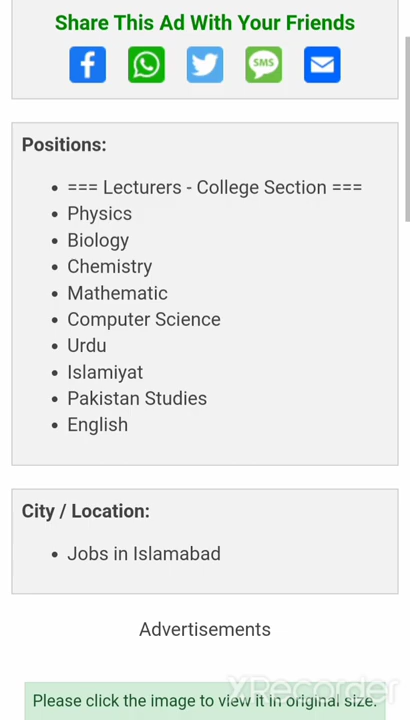 Share This Ad With Your Friends
SMS
Positions:
=== Lecturers - College Section ===
Physics
Biology
Chemistry
Mathematic
Computer Science
Urdu
Islamiyat
Pakistan Studies
English
City / Location:
Jobs in Islamabad
Advertisements
XRecorder
Please click the image to view it in original size.